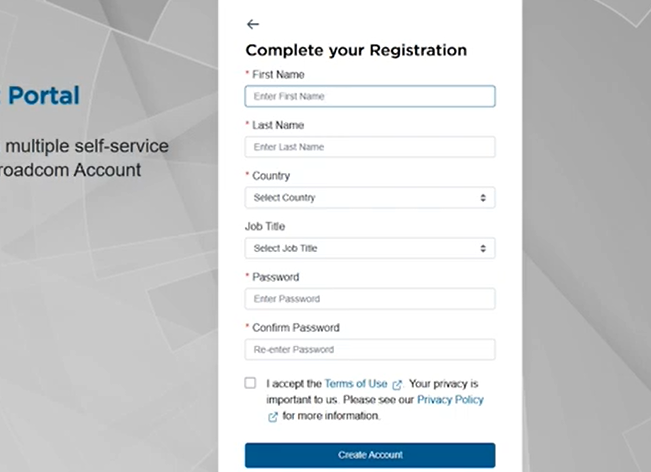 Portal
multiple self-service
roadcom Account
Complete your Registration
* First Name
Enter First Name
* Last Name
Enter Last Name
* Country
Select Country
Job Title
Select Job Title
* Password
Enter Password
* Confirm Password
Re-enter Password
I accept the Terms of Use . Your privacy is
important to us. Please see our Privacy Policy
for more information.
Create Account